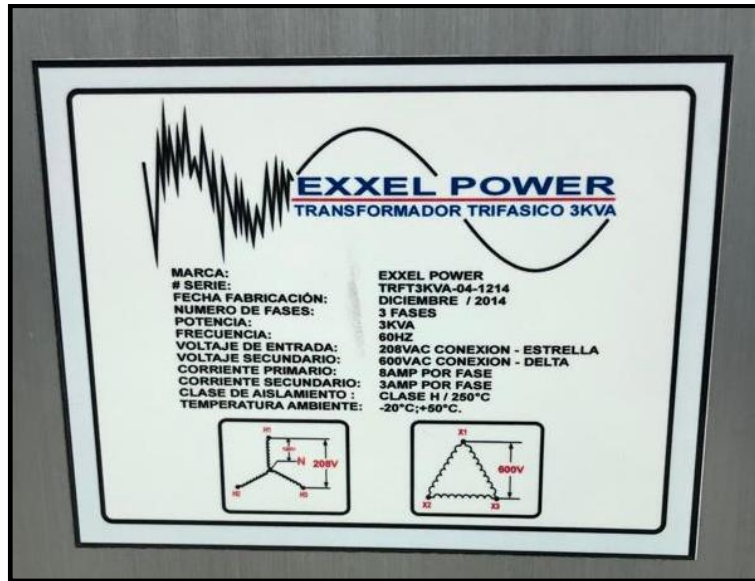 EXXEL POWER
TRANSFORMADOR TRIFASICO 3KVA
MARCA: EXXEL POWER
# SERIE: TRFT3KVA-04-1214
FECHA FABRICACIÓN: DICIEMBRE / 2014
NUMERO DE FASES: 3 FASES
POTENCIA: 3KVA
FRECUENCIA: 60HZ
VOLTAJE DE ENTRADA: 208VAC CONEXION - ESTRELLA
VOLTAJE SECUNDARIO: 600VAC CONEXION - DELTA
CORRIENTE PRIMARIO: 8AMP POR FASE
CORRIENTE SECUNDARIO: 3AMP POR FASE
CLASE DE AISLAMIENTO : CLASE H / 250°C
TEMPERATURA AMBIENTE: -20°C;+50°C.
H1
N
208V
H2
H3
X1
600V
X2
X3